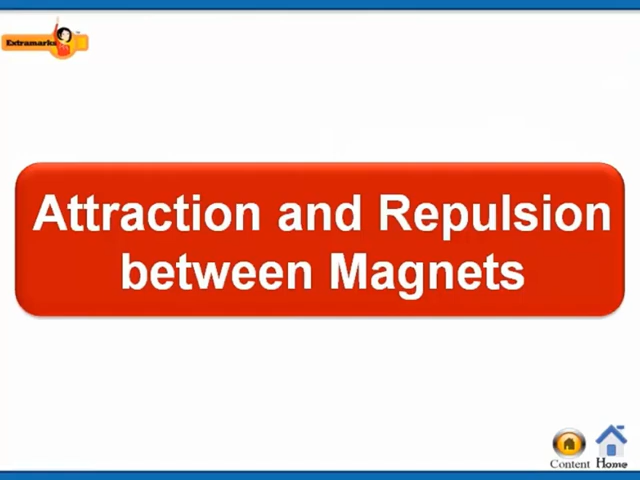 Extramarks
Attraction and Repulsion
between Magnets
Content Home